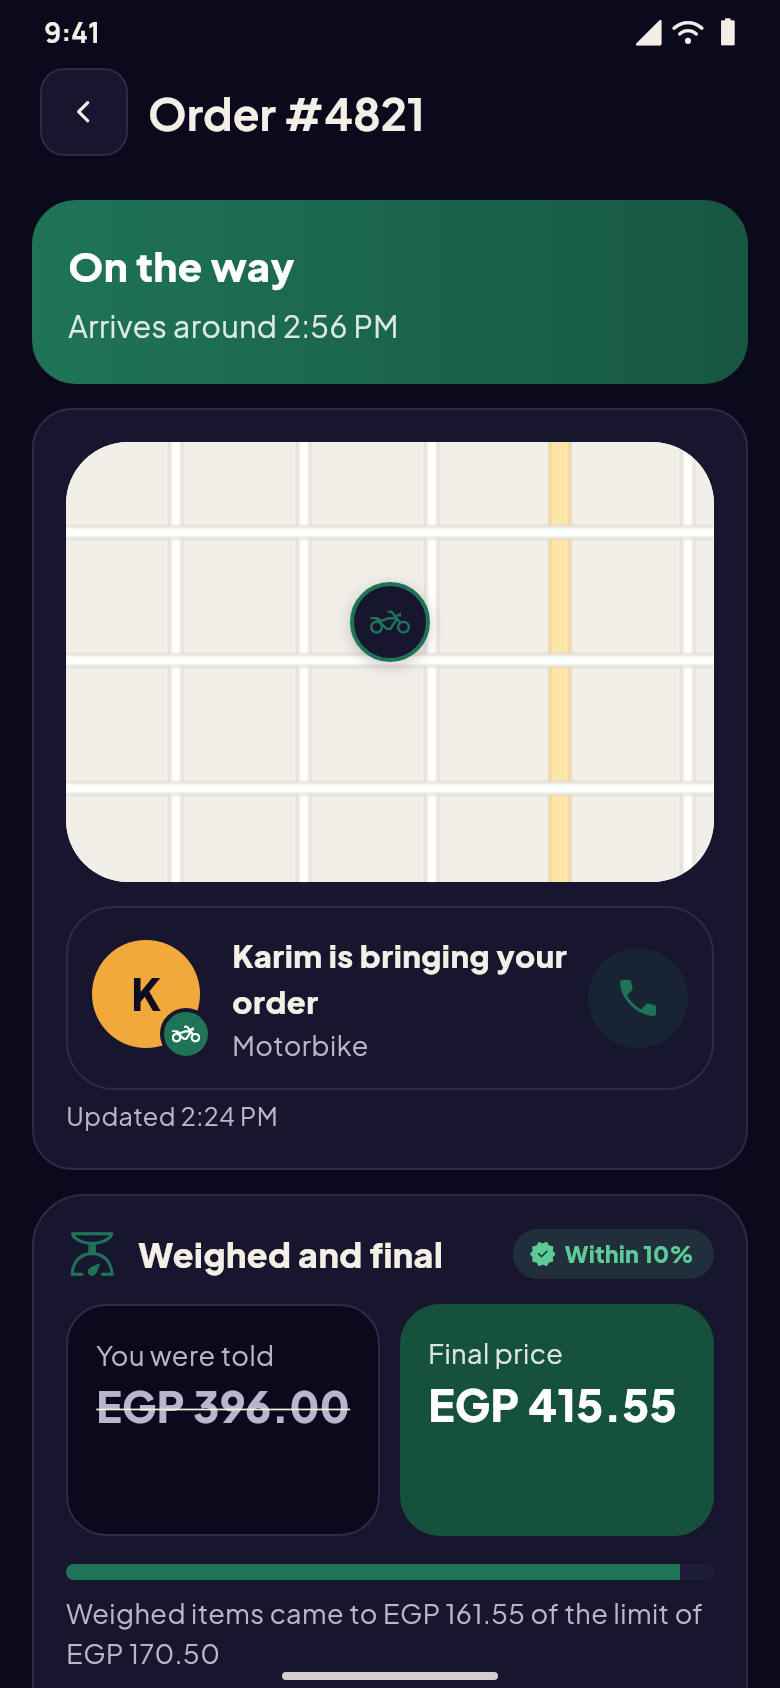 9:41
Order #4821
On the way
Arrives around 2:56 PM
K
Karim is bringing your
order
Motorbike
Updated 2:24 PM
Weighed and final
Within 10%
You were told
EGP 396.00
Final price
EGP 415.55
Weighed items came to EGP 161.55 of the limit of
EGP 170.50